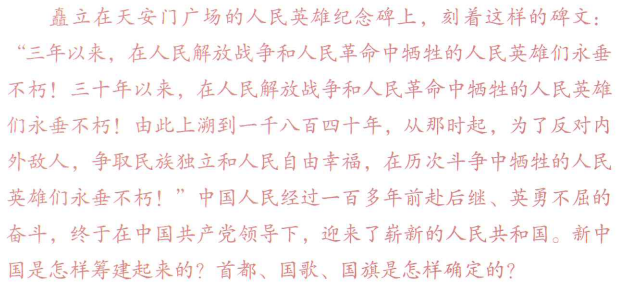 矗立在天安门广场的人民英雄纪念碑上，刻着这样的碑文：
“三年以来，在人民解放战争和人民革命中牺牲的人民英雄们永垂
不朽！三十年以来，在人民解放战争和人民革命中牺牲的人民英雄
们永垂不朽！由此上溯到一千八百四十年，从那时起，为了反对内
外敌人，争取民族独立和人民自由幸福，在历次斗争中牺牲的人民
英雄们永垂不朽！”中国人民经过一百多年前赴后继、英勇不屈的
奋斗，终于在中国共产党领导下，迎来了崭新的人民共和国。新中
国是怎样筹建起来的？首都、国歌、国旗是怎样确定的？